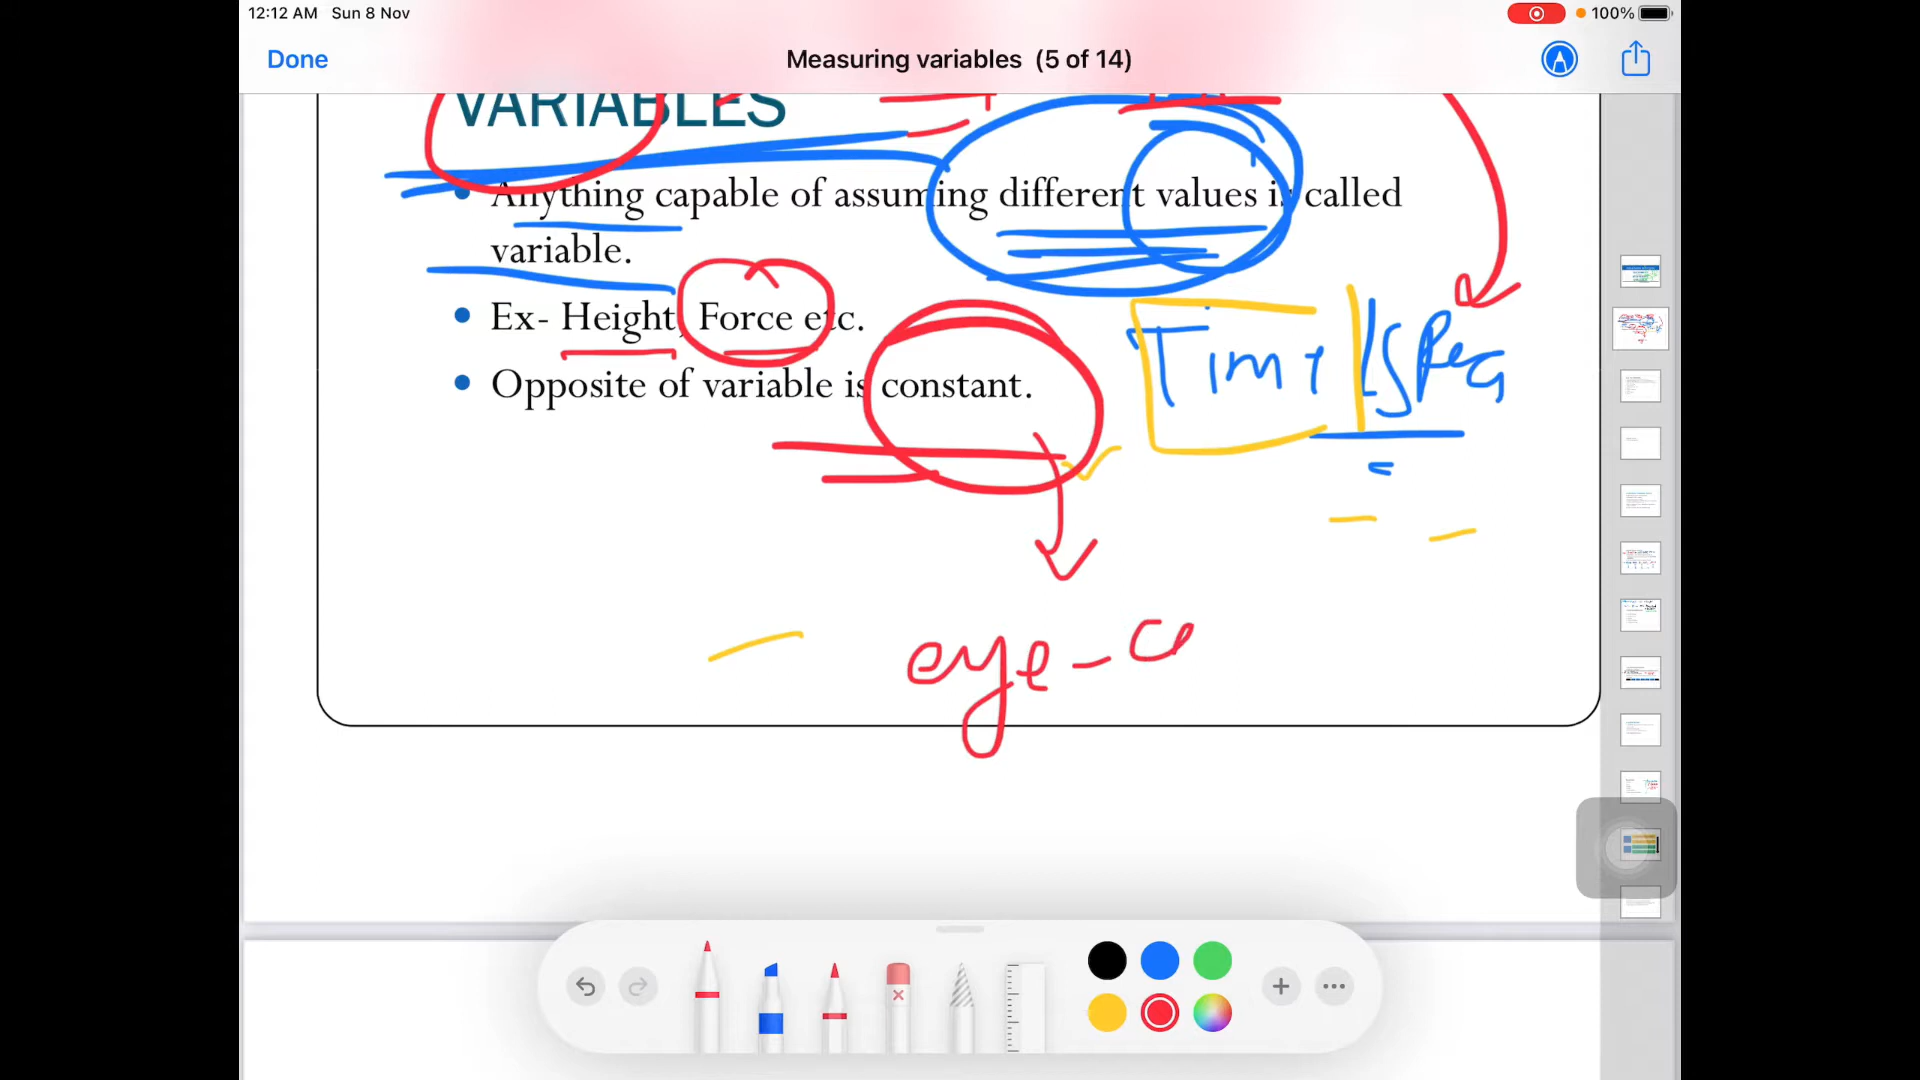 12:12 AM Sun 8 Nov
100%
Done
Measuring variables (5 of 14)
VARIABLES
Anything capable of assuming different values is called
variable.
Ex- Height, Force etc.
Opposite of variable is constant.
eye-c